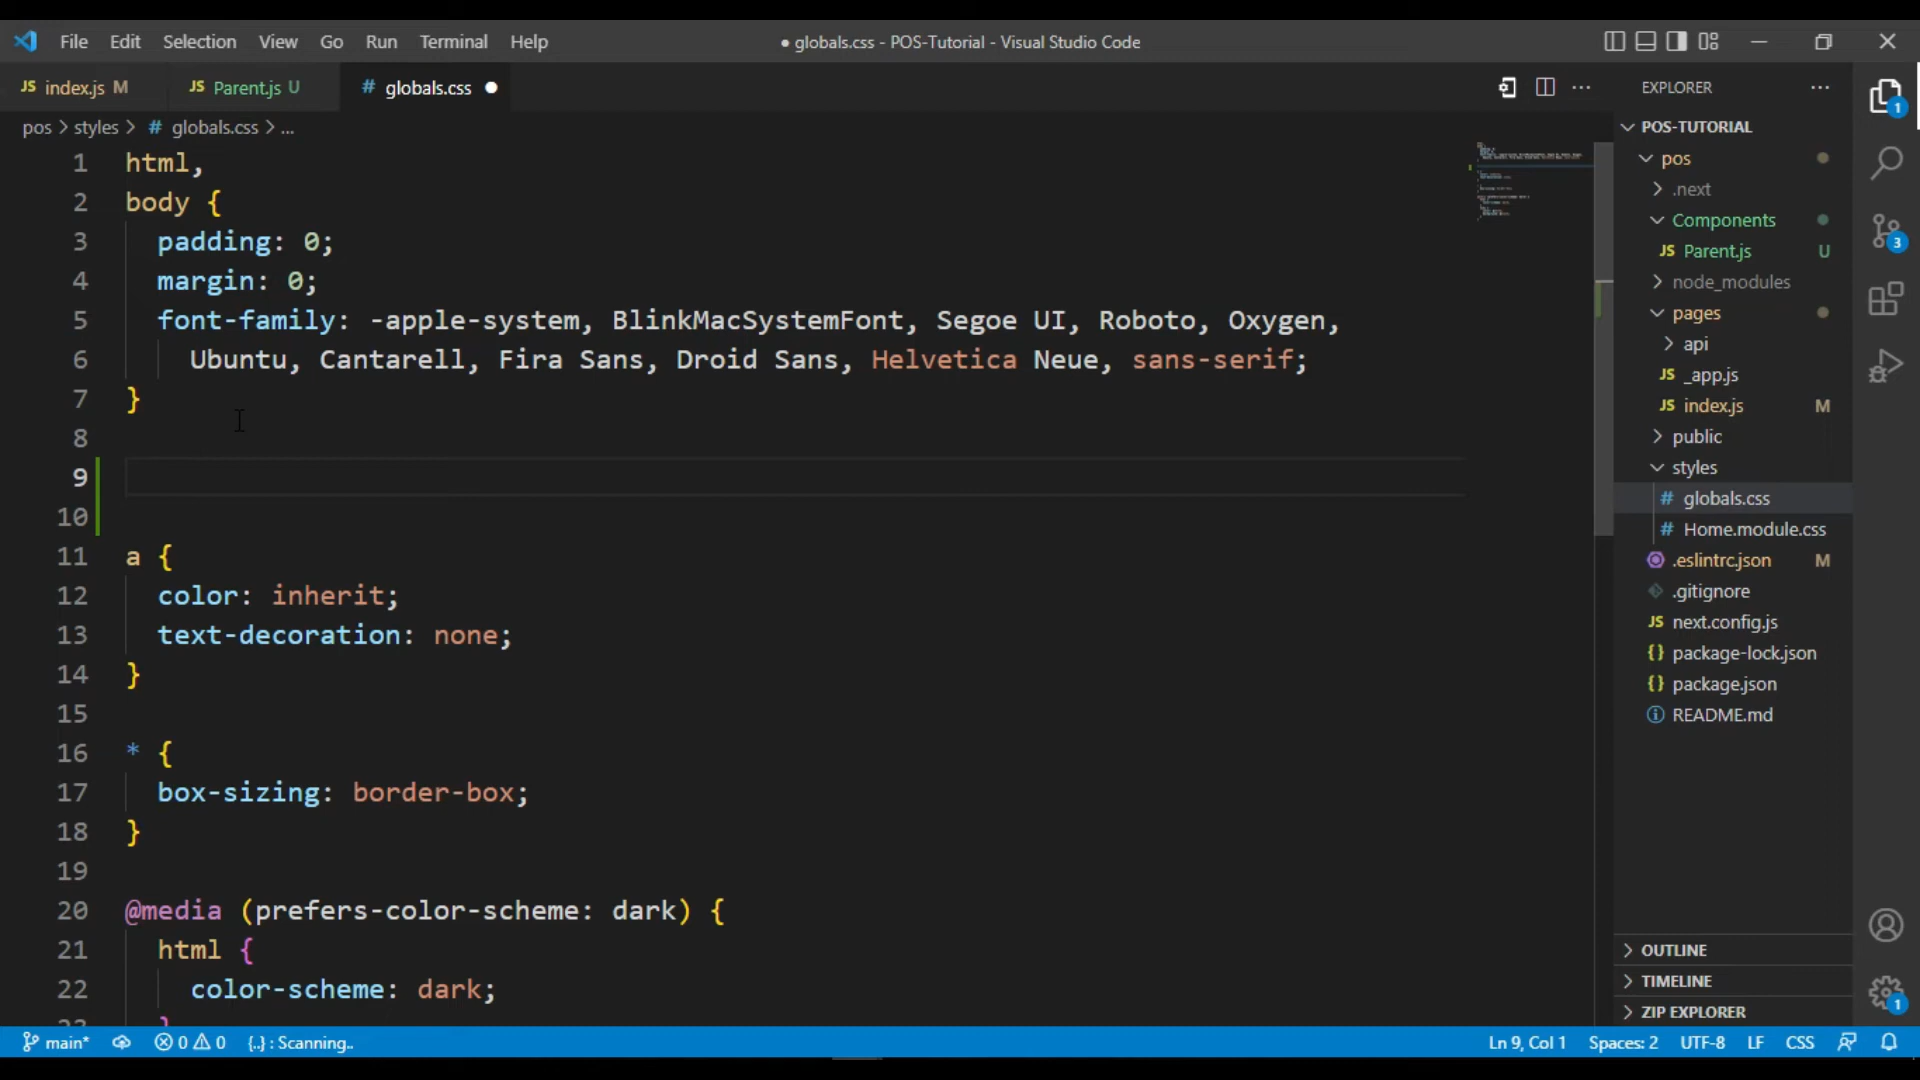 File Edit Selection View Go Run Terminal Help
● globals.css - POS-Tutorial - Visual Studio Code
JS index.js M
JS Parent.js U
# globals.css ●
pos > styles > # globals.css > ...
1 html,
2 body {
3 padding: 0;
4 margin: 0;
5 font-family: -apple-system, BlinkMacSystemFont, Segoe UI, Roboto, Oxygen,
6 Ubuntu, Cantarell, Fira Sans, Droid Sans, Helvetica Neue, sans-serif;
7 }
8
9
10
11 a {
12 color: inherit;
13 text-decoration: none;
14 }
15
16 * {
17 box-sizing: border-box;
18 }
19
20 @media (prefers-color-scheme: dark) {
21 html {
22 color-scheme: dark;
23 }
EXPLORER
POS-TUTORIAL
pos
.next
Components
JS Parent.js U
node_modules
pages
api
JS _app.js
JS index.js M
public
styles
# globals.css
# Home.module.css
.eslintrc.json M
.gitignore
JS next.config.js
{} package-lock.json
{} package.json
README.md
OUTLINE
TIMELINE
ZIP EXPLORER
1
3
1
main* 0 0 {..} : Scanning.. Ln 9, Col 1 Spaces: 2 UTF-8 LF CSS